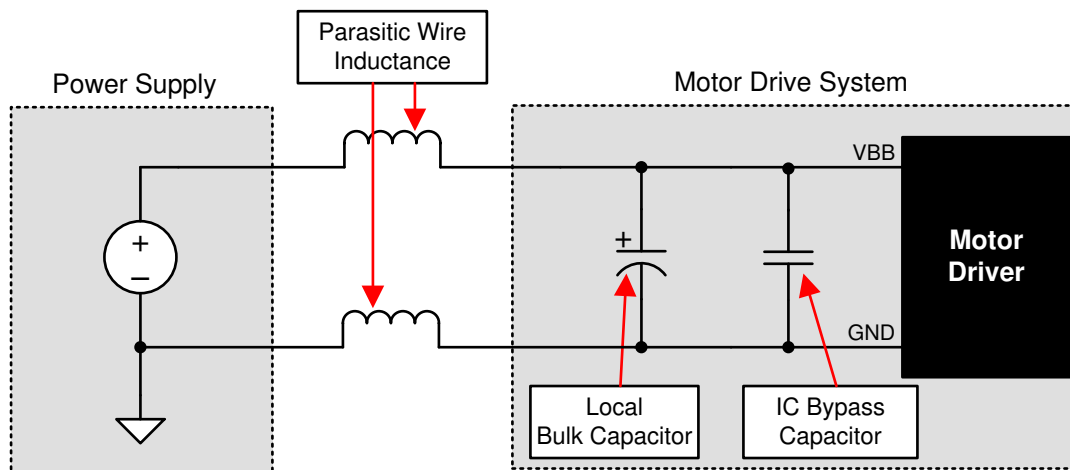 Parasitic Wire
Inductance
Power Supply
Motor Drive System
VBB
+
+
–
Motor
Driver
GND
Local
Bulk Capacitor
IC Bypass
Capacitor